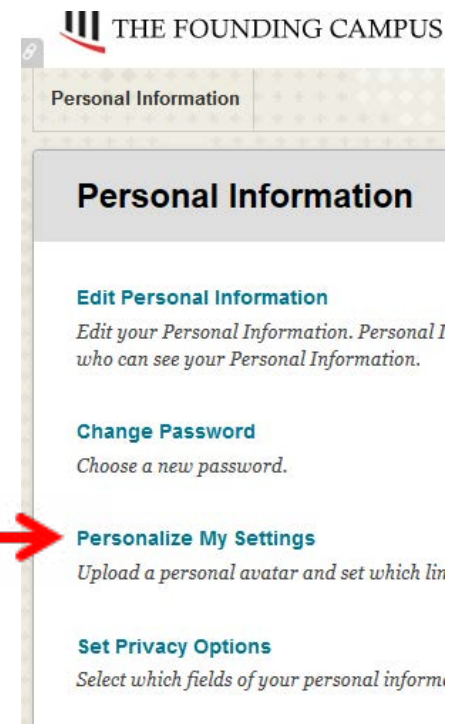 THE FOUNDING CAMPUS
Personal Information
Personal Information
Edit Personal Information
Edit your Personal Information. Personal I
who can see your Personal Information.
Change Password
Choose a new password.
Personalize My Settings
Upload a personal avatar and set which lin
Set Privacy Options
Select which fields of your personal inform